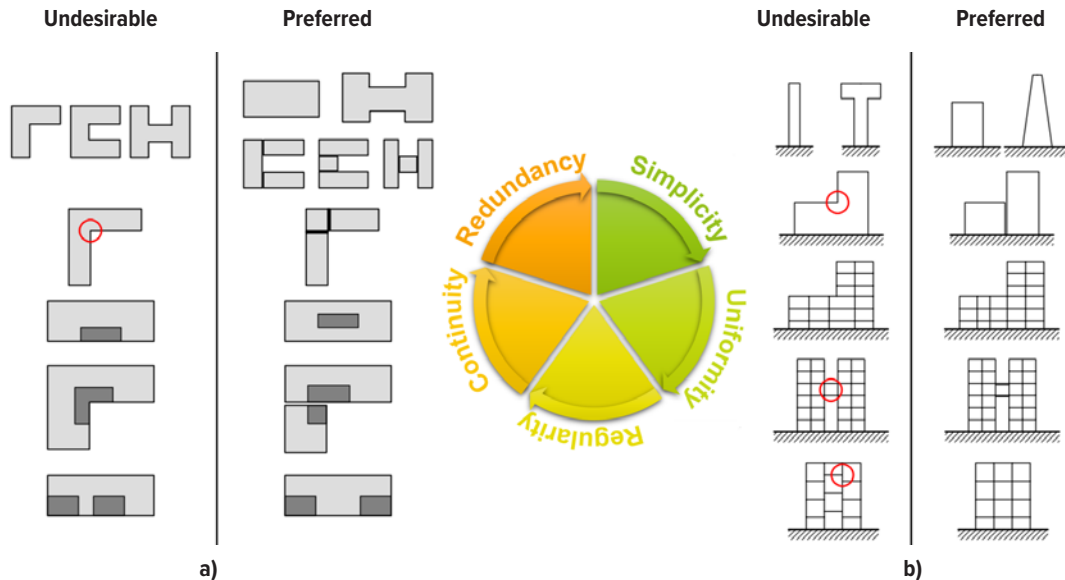 Undesirable
Preferred
Undesirable
Preferred
Redundancy
Simplicity
Continuity
Uniformity
Regularity
a)
b)